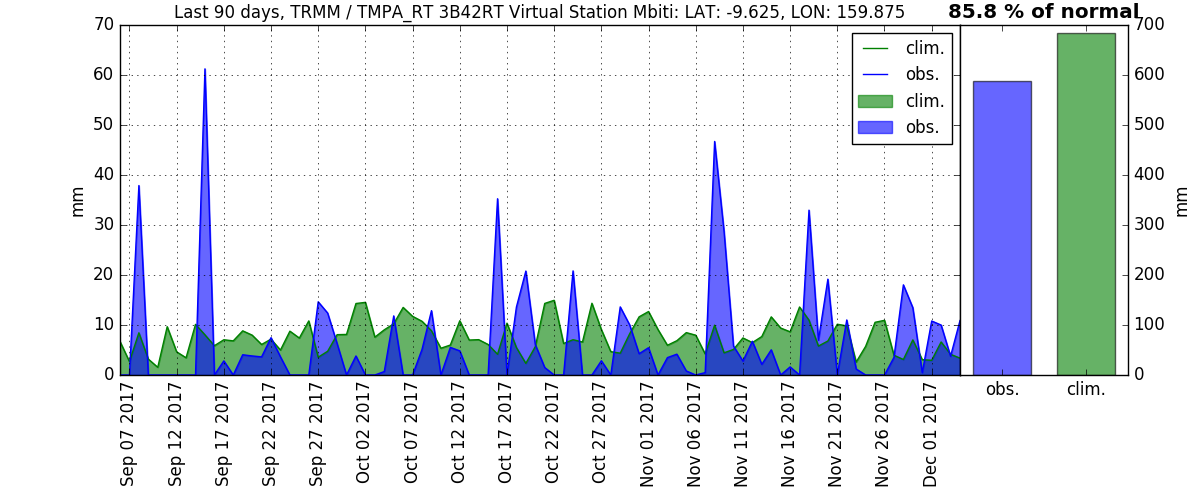 Last 90 days, TRMM / TMPA_RT 3B42RT Virtual Station Mbiti: LAT: -9.625, LON: 159.875
85.8 % of normal
70
60
50
40
30
20
10
0
mm
clim.
obs.
clim.
obs.
700
600
500
400
300
200
100
0
mm
obs.
clim.
Sep 07 2017
Sep 12 2017
Sep 17 2017
Sep 22 2017
Sep 27 2017
Oct 02 2017
Oct 07 2017
Oct 12 2017
Oct 17 2017
Oct 22 2017
Oct 27 2017
Nov 01 2017
Nov 06 2017
Nov 11 2017
Nov 16 2017
Nov 21 2017
Nov 26 2017
Dec 01 2017